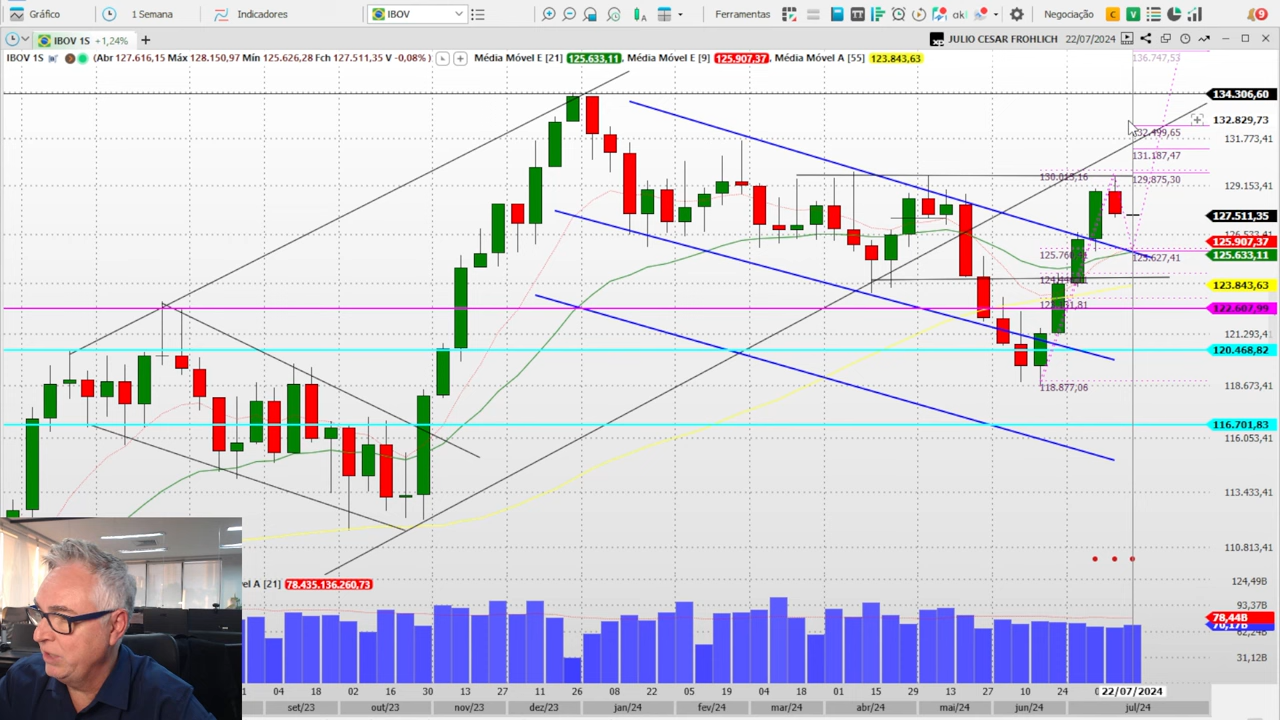 Gráfico 1 Semana Indicadores IBOV Ferramentas Negociação
IBOV 1S +1,24% JULIO CESAR FROHLICH 22/07/2024
IBOV 1S (Abr 127.616,15 Máx 128.150,97 Mín 125.626,28 Fch 127.511,35 V -0,08%) Média Móvel E [21] 125.633,11, Média Móvel E [9] 125.907,37, Média Móvel A [55] 123.843,63
136.747,53
134.306,60
132.829,73
132.499,65
131.773,41
131.187,47
130.015,16
129.875,30
129.153,41
127.511,35
125.907,37
125.633,11
125.627,41
123.843,63
122.607,99
121.293,41
120.468,82
118.877,06
118.673,41
116.701,83
116.053,41
113.433,41
110.813,41
A [21] 78.435.136.260,73
124,49B
93,37B
78,44B
62,24B
31,12B
04 18 02 16 30 13 27 11 26 08 22 05 19 04 18 01 15 29 13 27 10 24 22/07/2024
set/23 out/23 nov/23 dez/23 jan/24 fev/24 mar/24 abr/24 mai/24 jun/24 jul/24